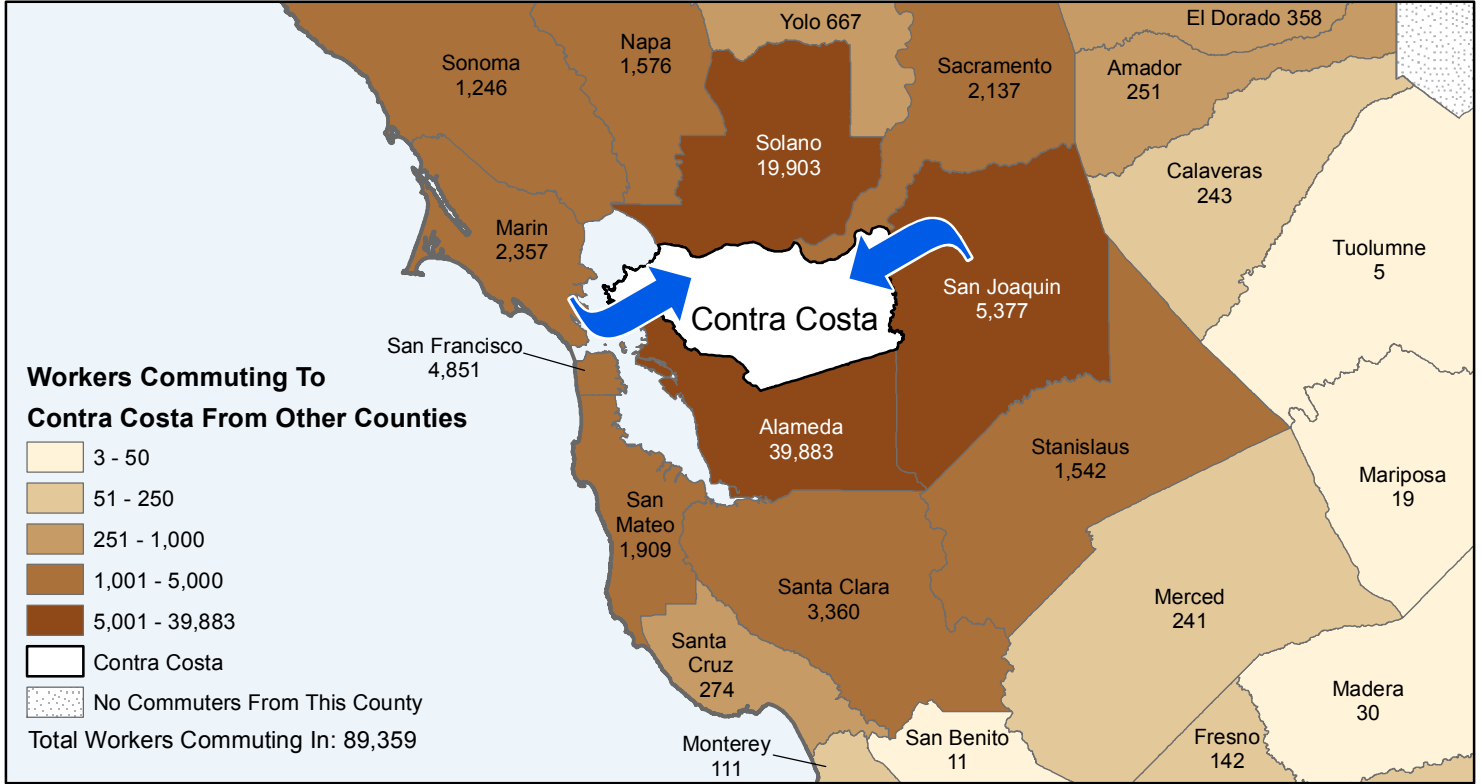 Yolo 667
El Dorado 358
Napa
1,576
Sonoma
1,246
Sacramento
2,137
Amador
251
Solano
19,903
Calaveras
243
Marin
2,357
Tuolumne
5
San Joaquin
5,377
Contra Costa
San Francisco
4,851
Alameda
39,883
Stanislaus
1,542
Mariposa
19
San
Mateo
1,909
Santa Clara
3,360
Merced
241
Santa
Cruz
274
Madera
30
Monterey
111
San Benito
11
Fresno
142
Workers Commuting To
Contra Costa From Other Counties
3 - 50
51 - 250
251 - 1,000
1,001 - 5,000
5,001 - 39,883
Contra Costa
No Commuters From This County
Total Workers Commuting In: 89,359